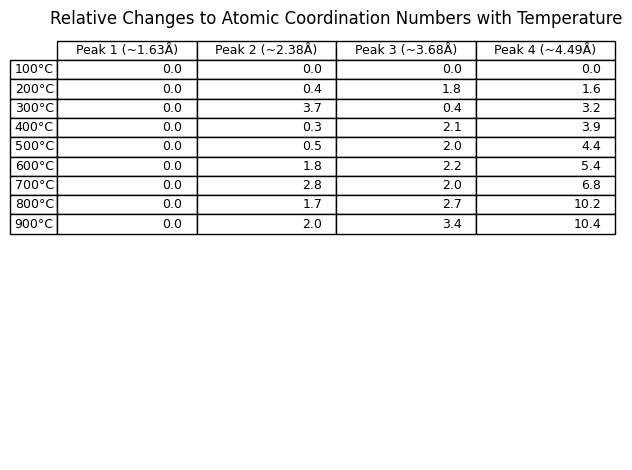 Relative Changes to Atomic Coordination Numbers with Temperature
Peak 1 (~1.63Å) Peak 2 (~2.38Å) Peak 3 (~3.68Å) Peak 4 (~4.49Å)
100°C 0.0 0.0 0.0 0.0
200°C 0.0 0.4 1.8 1.6
300°C 0.0 3.7 0.4 3.2
400°C 0.0 0.3 2.1 3.9
500°C 0.0 0.5 2.0 4.4
600°C 0.0 1.8 2.2 5.4
700°C 0.0 2.8 2.0 6.8
800°C 0.0 1.7 2.7 10.2
900°C 0.0 2.0 3.4 10.4